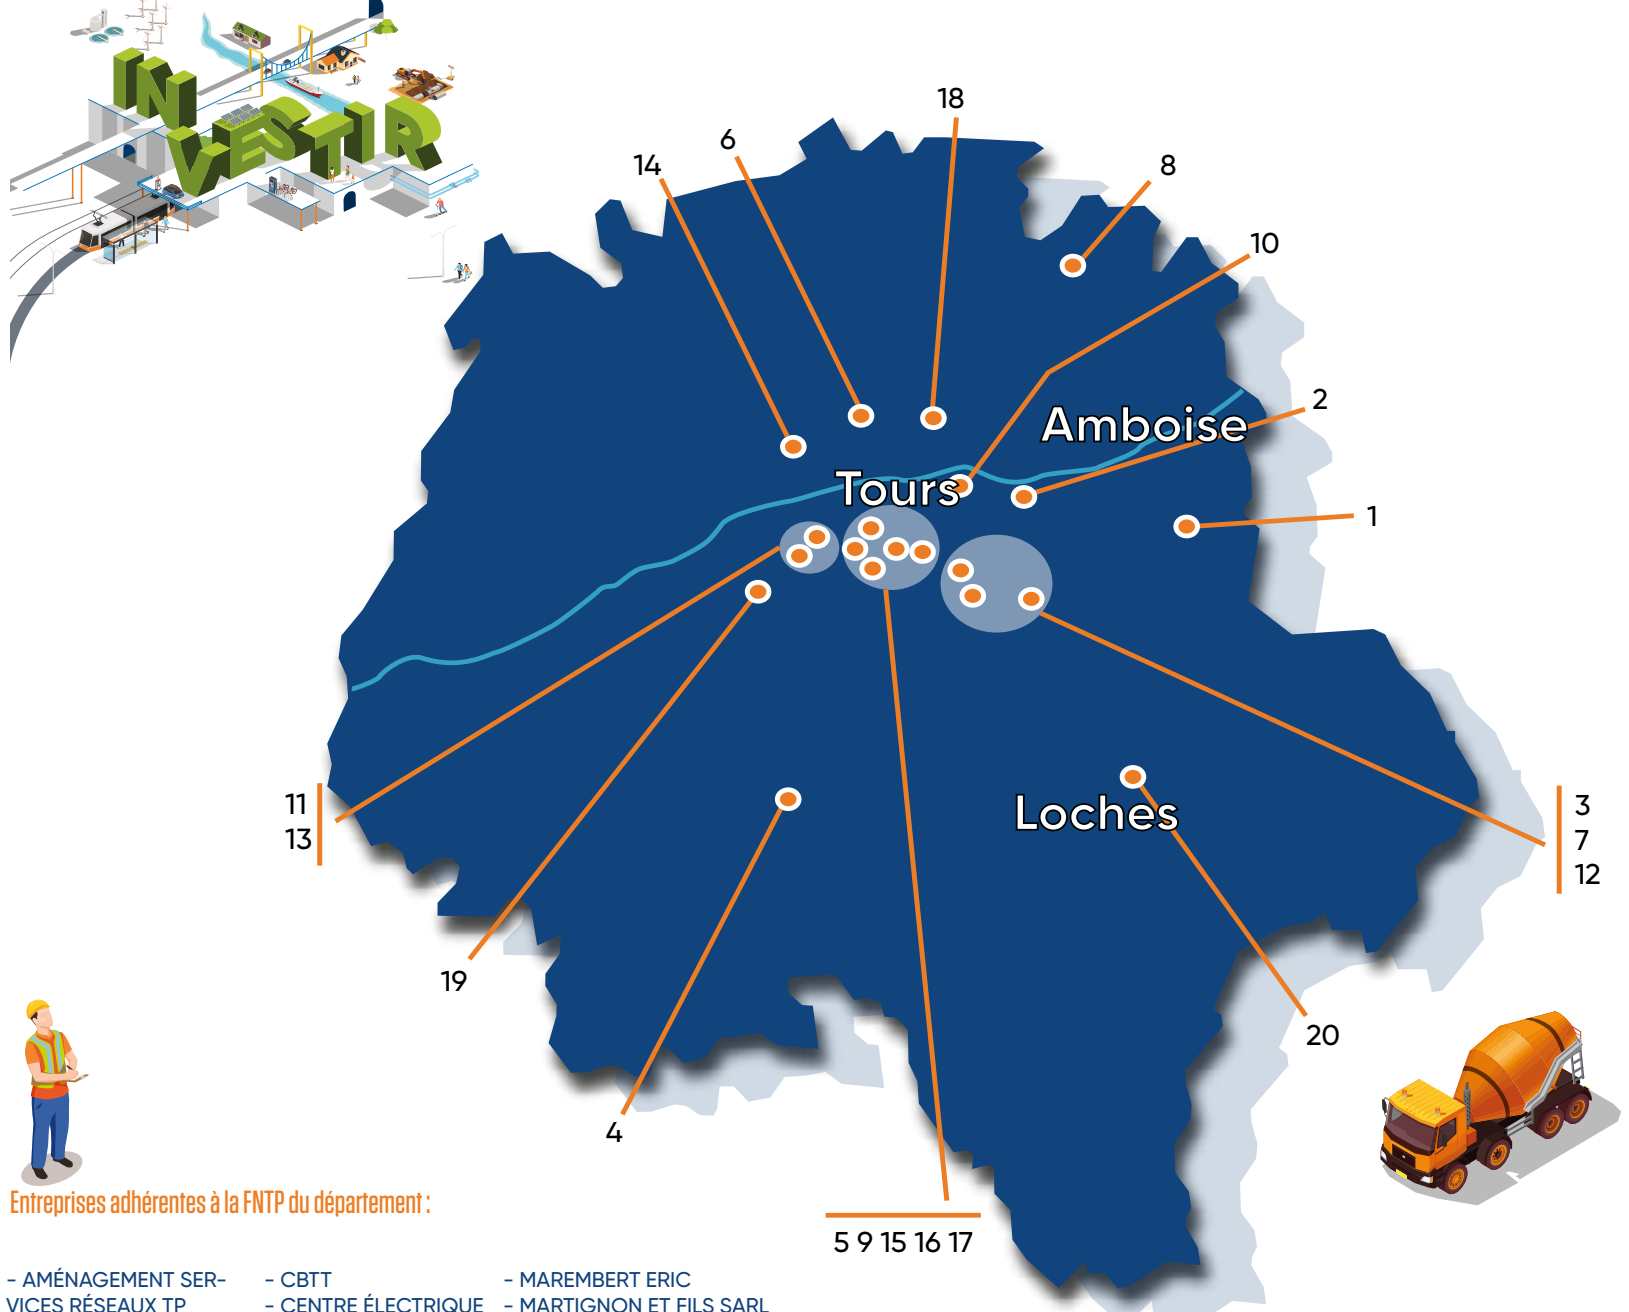 IN
VESTIR
18
6
14
8
10
2
Amboise
Tours
1
11
13
3
7
12
Loches
19
20
4
5 9 15 16 17
Entreprises adhérentes à la FNTP du département :
- AMÉNAGEMENT SER-
VICES RÉSEAUX TP
- CBTT
- CENTRE ÉLECTRIQUE
- MAREMBERT ERIC
- MARTIGNON ET FILS SARL